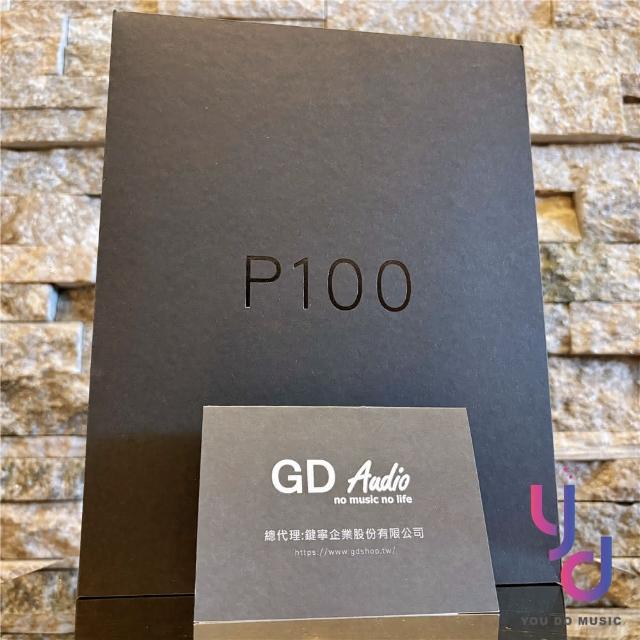 P100
GD Audio
no music no life
總代理:鍵寧企業股份有限公司
https://www.gdshop.tw/
yd
YOU DO MUSIC